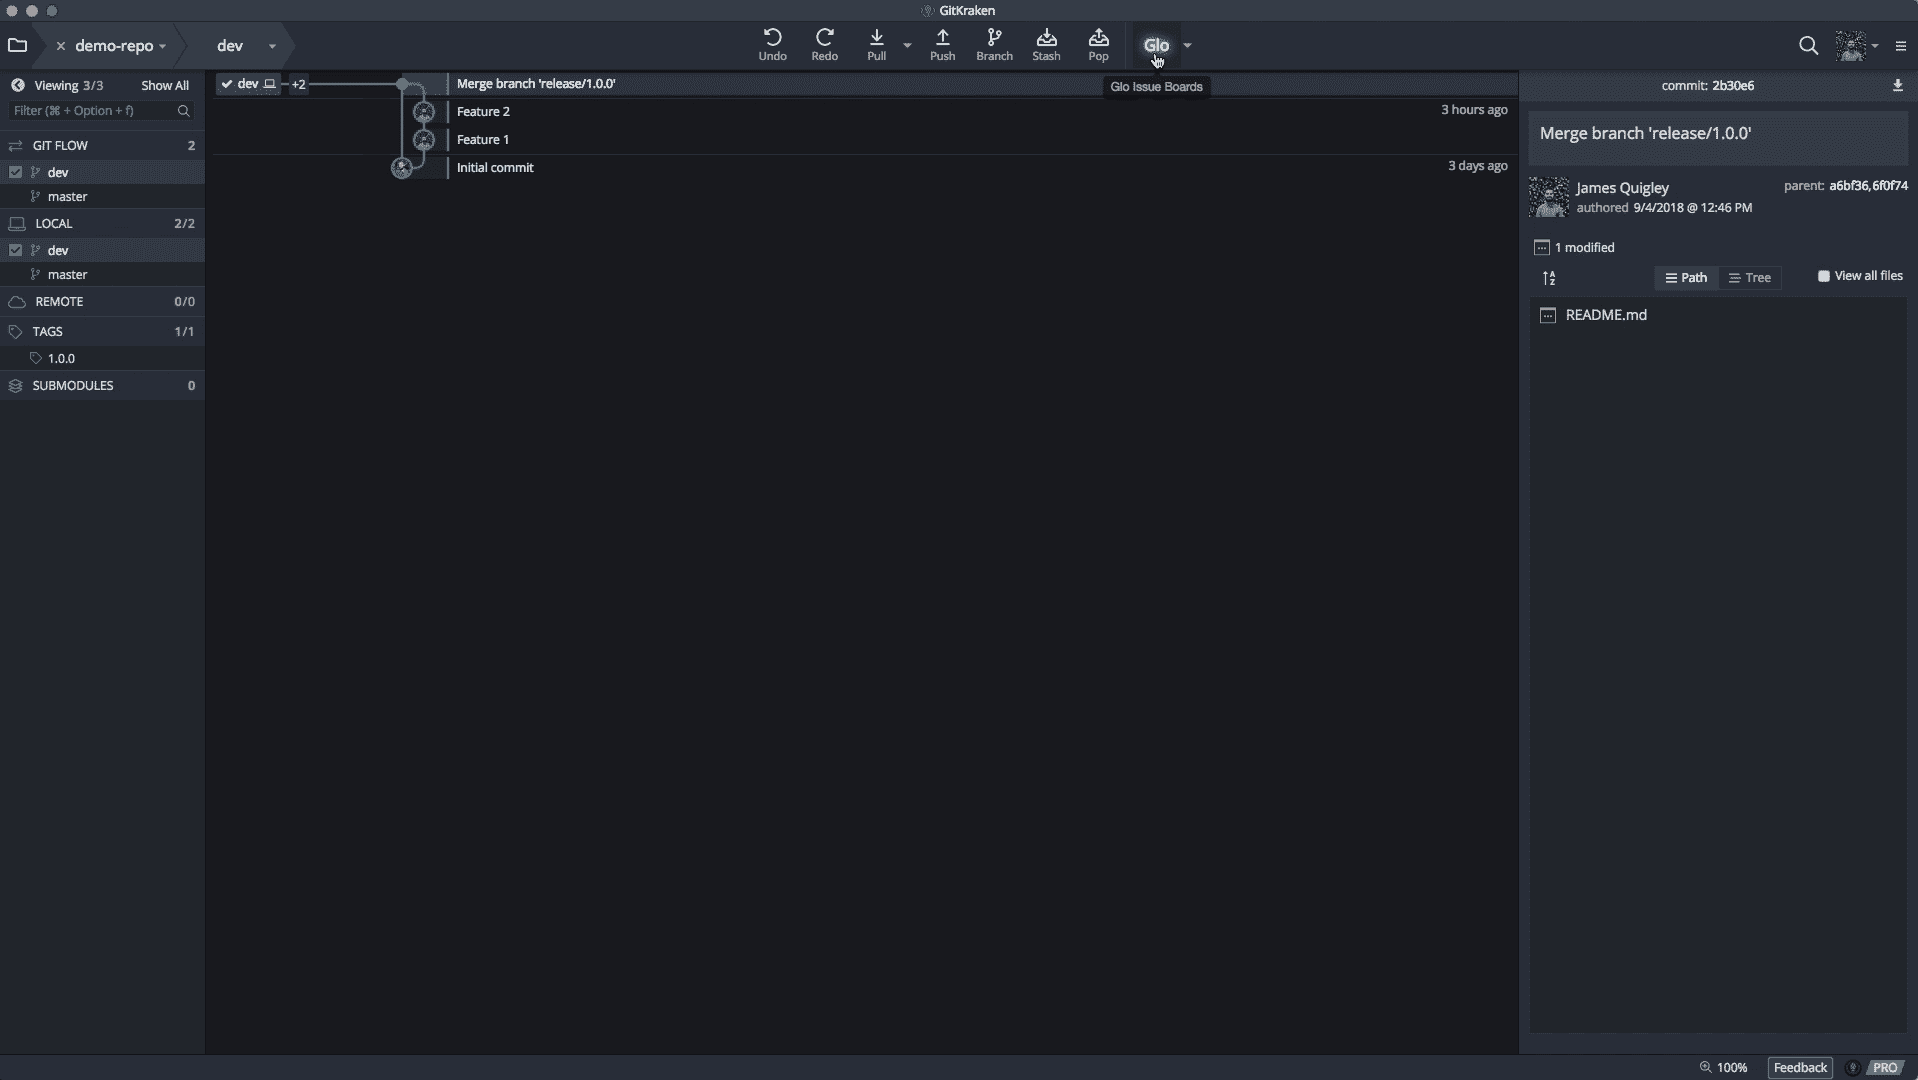 GitKraken
demo-repo
dev
Undo
Redo
Pull
Push
Branch
Stash
Pop
Glo
Glo Issue Boards
Viewing 3/3
Show All
Filter (⌘ + Option + f)
GIT FLOW 2
dev
master
LOCAL 2/2
dev
master
REMOTE 0/0
TAGS 1/1
1.0.0
SUBMODULES 0
dev +2
Merge branch 'release/1.0.0'
Feature 2 3 hours ago
Feature 1
Initial commit 3 days ago
commit: 2b30e6
Merge branch 'release/1.0.0'
James Quigley
authored 9/4/2018 @ 12:46 PM
parent: a6bf36,6f0f74
1 modified
Path
Tree
View all files
README.md
100%
Feedback
PRO